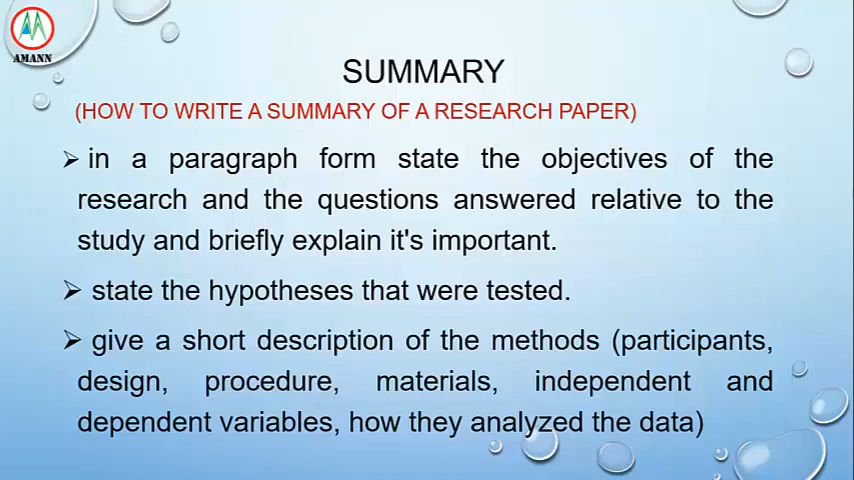 AMANN
SUMMARY
(HOW TO WRITE A SUMMARY OF A RESEARCH PAPER)
➢ in a paragraph form state the objectives of the
research and the questions answered relative to the
study and briefly explain it's important.
➢ state the hypotheses that were tested.
➢ give a short description of the methods (participants,
design, procedure, materials, independent and
dependent variables, how they analyzed the data)